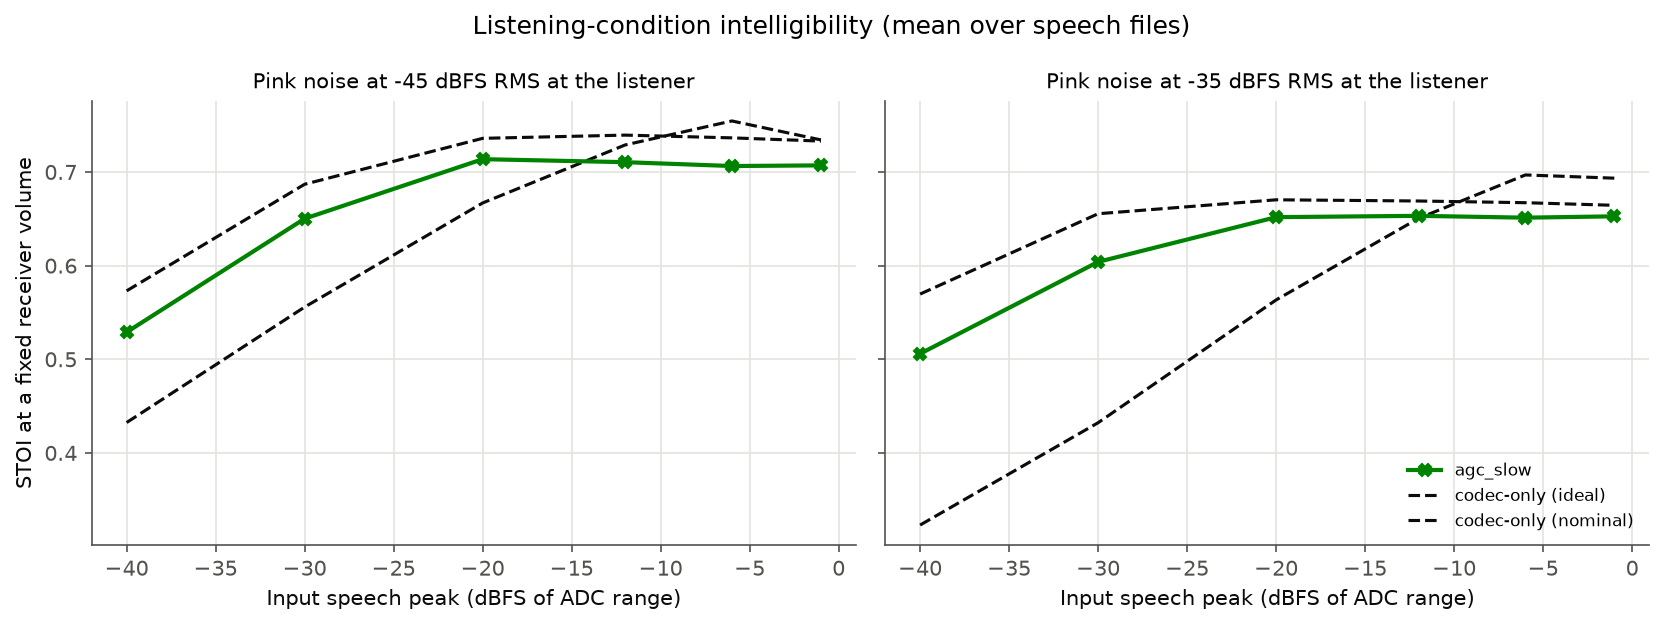 Listening-condition intelligibility (mean over speech files)
Pink noise at -45 dBFS RMS at the listener
Pink noise at -35 dBFS RMS at the listener
STOI at a fixed receiver volume
0.7
0.6
0.5
0.4
−40 −35 −30 −25 −20 −15 −10 −5 0
Input speech peak (dBFS of ADC range)
agc_slow
codec-only (ideal)
codec-only (nominal)
−40 −35 −30 −25 −20 −15 −10 −5 0
Input speech peak (dBFS of ADC range)